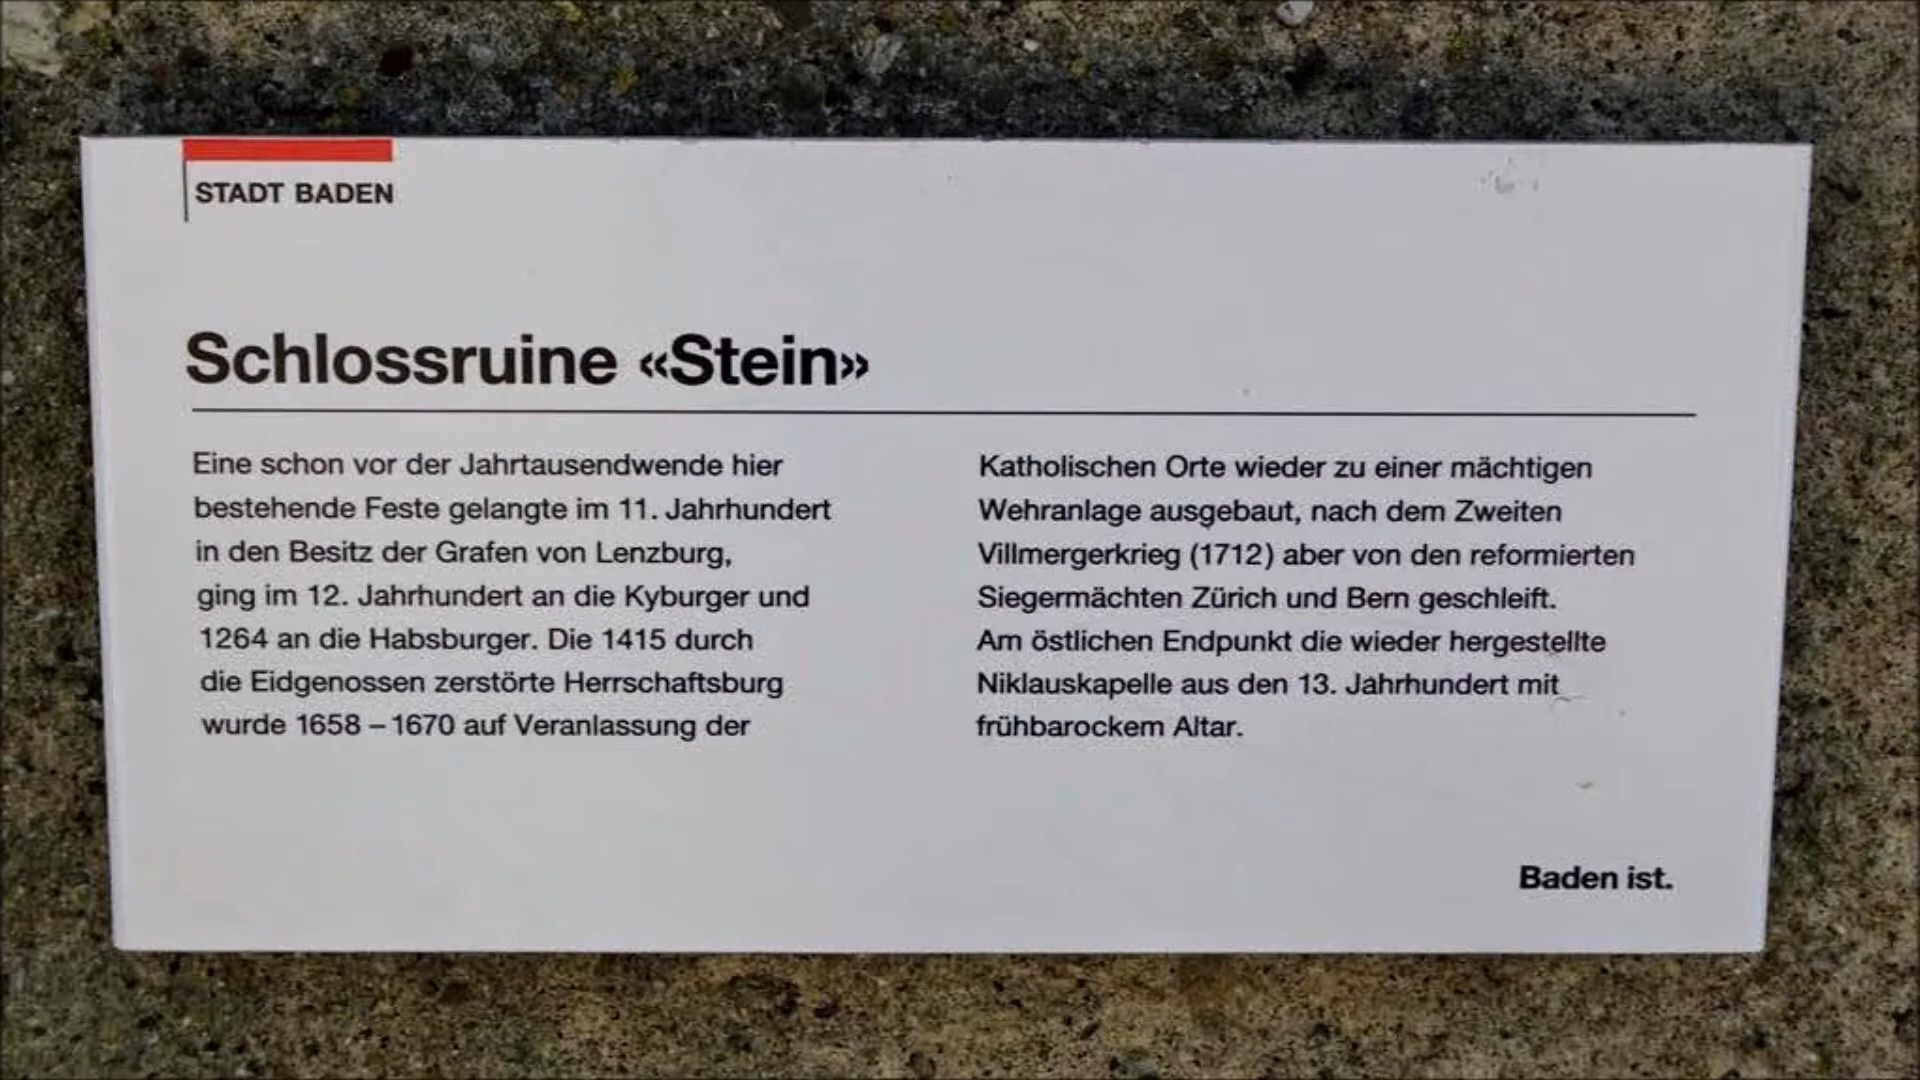 STADT BADEN
Schlossruine «Stein»
Eine schon vor der Jahrtausendwende hier
bestehende Feste gelangte im 11. Jahrhundert
in den Besitz der Grafen von Lenzburg,
ging im 12. Jahrhundert an die Kyburger und
1264 an die Habsburger. Die 1415 durch
die Eidgenossen zerstörte Herrschaftsburg
wurde 1658 – 1670 auf Veranlassung der
Katholischen Orte wieder zu einer mächtigen
Wehranlage ausgebaut, nach dem Zweiten
Villmergerkrieg (1712) aber von den reformierten
Siegermächten Zürich und Bern geschleift.
Am östlichen Endpunkt die wieder hergestellte
Niklauskapelle aus den 13. Jahrhundert mit
frühbarockem Altar.
Baden ist.